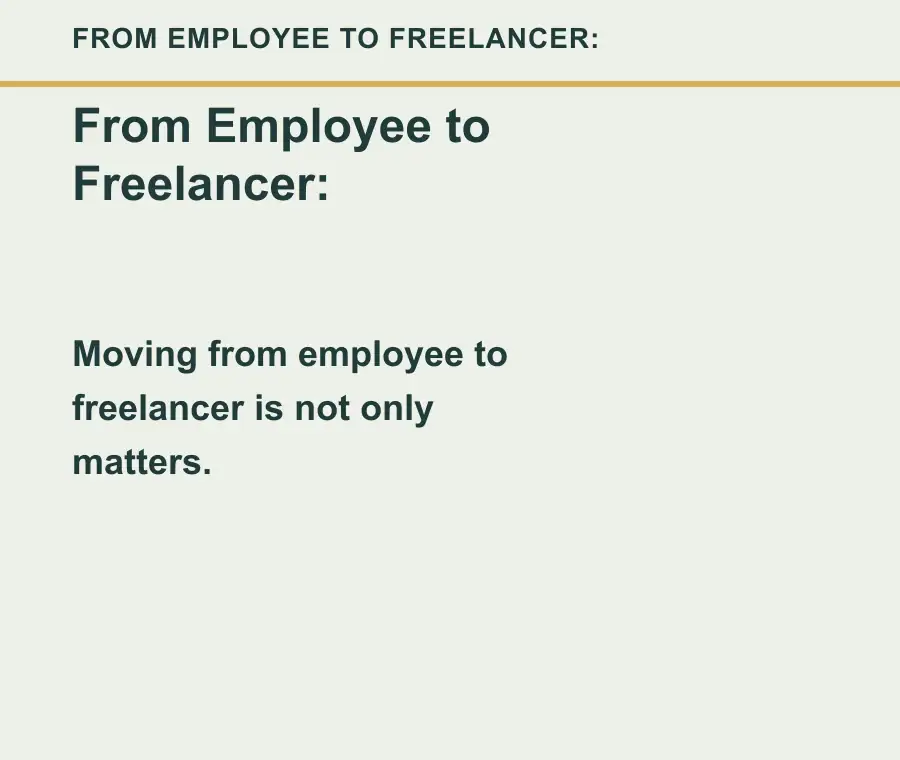 FROM EMPLOYEE TO FREELANCER:
From Employee to
Freelancer:
Moving from employee to
freelancer is not only
matters.